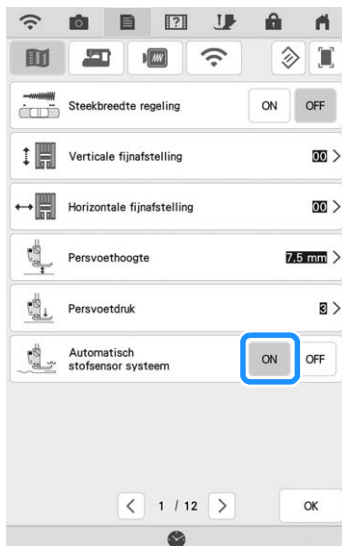 Steekbreedte regeling ON OFF
Verticale fijnafstelling 00
Horizontale fijnafstelling 00
Persvoethoogte 7.5 mm
Persvoetdruk 3
Automatisch
stofsensor systeem ON OFF
1 / 12 OK